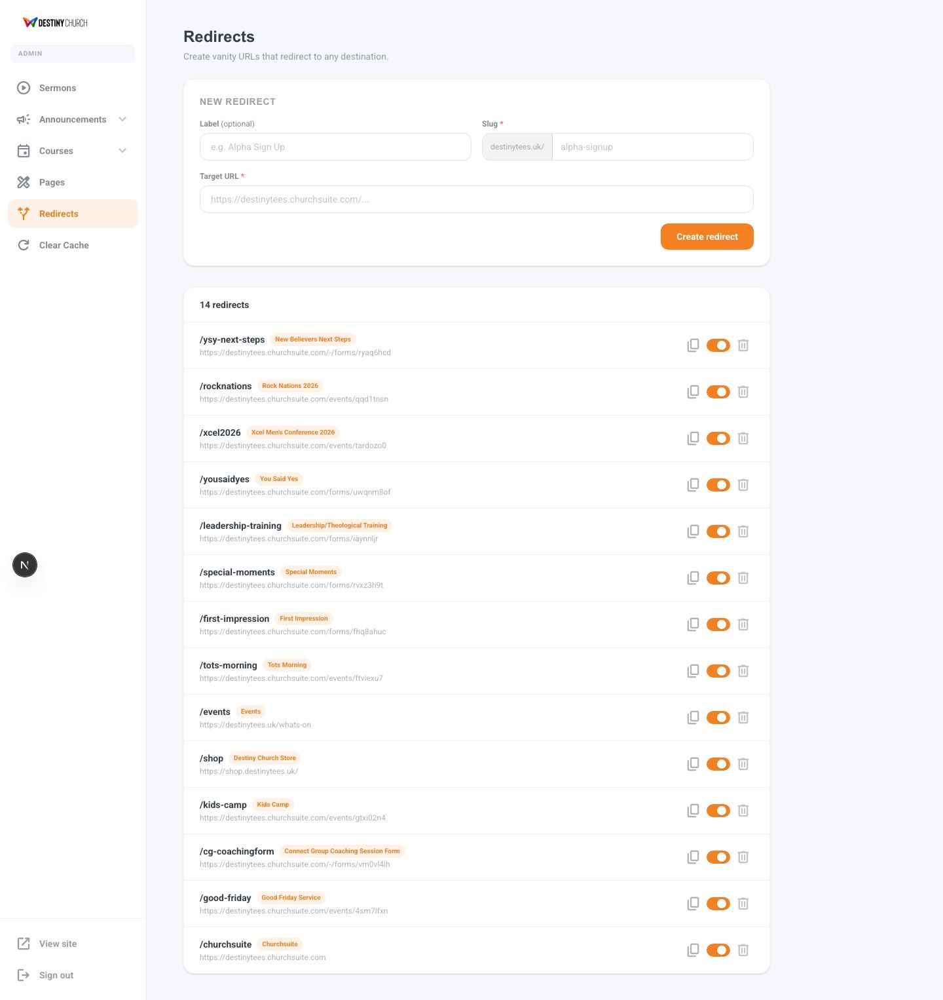 DESTINY CHURCH
ADMIN
Sermons
Announcements
Courses
Pages
Redirects
Clear Cache
N
View site
Sign out
Redirects
Create vanity URLs that redirect to any destination.
NEW REDIRECT
Label (optional)
e.g. Alpha Sign Up
Slug *
destinytees.uk/ alpha-signup
Target URL *
https://destinytees.churchsuite.com/...
Create redirect
14 redirects
/ysy-next-steps New Believers Next Steps
https://destinytees.churchsuite.com/-/forms/ryaq6hcd
/rocknations Rock Nations 2026
https://destinytees.churchsuite.com/events/qqd1tnsn
/xcel2026 Xcel Men's Conference 2026
https://destinytees.churchsuite.com/events/tardozo0
/yousaidyes You Said Yes
https://destinytees.churchsuite.com/forms/uwqnm8of
/leadership-training Leadership/Theological Training
https://destinytees.churchsuite.com/forms/iaynnljr
/special-moments Special Moments
https://destinytees.churchsuite.com/forms/rvxz3h9t
/first-impression First Impression
https://destinytees.churchsuite.com/forms/fhq8ahuc
/tots-morning Tots Morning
https://destinytees.churchsuite.com/events/ftviexu7
/events Events
https://destinytees.uk/whats-on
/shop Destiny Church Store
https://shop.destinytees.uk/
/kids-camp Kids Camp
https://destinytees.churchsuite.com/events/gtxi02n4
/cg-coachingform Connect Group Coaching Session Form
https://destinytees.churchsuite.com/-/forms/vm0vl4lh
/good-friday Good Friday Service
https://destinytees.churchsuite.com/events/4sm7lfxn
/churchsuite Churchsuite
https://destinytees.churchsuite.com